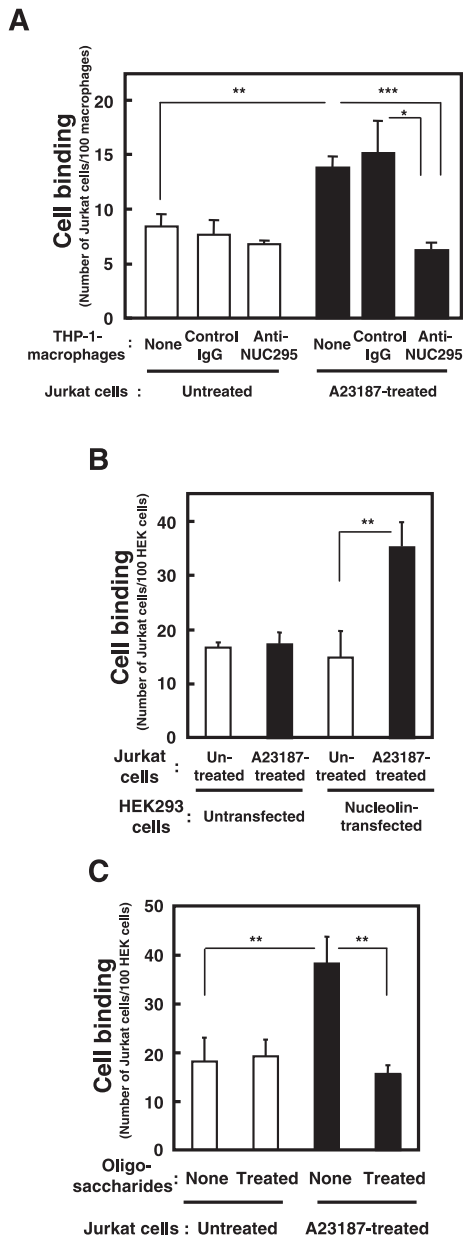 A
Cell binding
(Number of Jurkat cells/100 macrophages)
20
15
10
5
0
**
***
*
THP-1-
macrophages
:
None
Control
IgG
Anti-
NUC295
None
Control
IgG
Anti-
NUC295
Jurkat cells :
Untreated
A23187-treated
B
Cell binding
(Number of Jurkat cells/100 HEK cells)
40
30
20
10
0
**
Jurkat
cells
:
Un-
treated
A23187-
treated
Un-
treated
A23187-
treated
HEK293
cells
:
Untransfected
Nucleolin-
transfected
C
Cell binding
(Number of Jurkat cells/100 HEK cells)
50
40
30
20
10
0
**
**
Oligo-
saccharides
:
None
Treated
None
Treated
Jurkat cells :
Untreated
A23187-treated